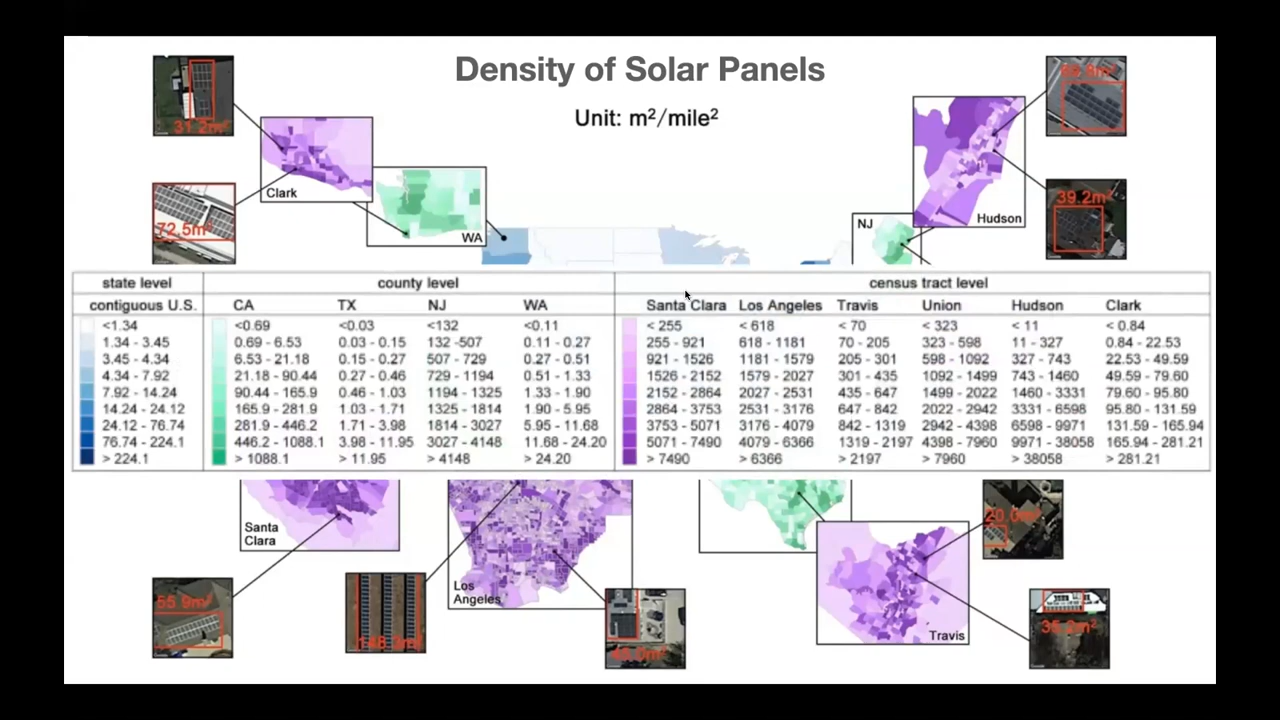 Density of Solar Panels
Unit: m²/mile²
31.2m²
72.5m²
39.2m²
Clark
WA
NJ
Hudson
state level county level census tract level
contiguous U.S. CA TX NJ WA Santa Clara Los Angeles Travis Union Hudson Clark
<1.34 <0.69 <0.03 <132 <0.11 < 255 < 618 < 70 < 323 < 11 < 0.84
1.34 - 3.45 0.69 - 6.53 0.03 - 0.15 132 -507 0.11 - 0.27 255 - 921 618 - 1181 70 - 205 323 - 598 11 - 327 0.84 - 22.53
3.45 - 4.34 6.53 - 21.18 0.15 - 0.27 507 - 729 0.27 - 0.51 921 - 1526 1181 - 1579 205 - 301 598 - 1092 327 - 743 22.53 - 49.59
4.34 - 7.92 21.18 - 90.44 0.27 - 0.46 729 - 1194 0.51 - 1.33 1526 - 2152 1579 - 2027 301 - 435 1092 - 1499 743 - 1460 49.59 - 79.60
7.92 - 14.24 90.44 - 165.9 0.46 - 1.03 1194 - 1325 1.33 - 1.90 2152 - 2864 2027 - 2531 435 - 647 1499 - 2022 1460 - 3331 79.60 - 95.80
14.24 - 24.12 165.9 - 281.9 1.03 - 1.71 1325 - 1814 1.90 - 5.95 2864 - 3753 2531 - 3176 647 - 842 2022 - 2942 3331 - 6598 95.80 - 131.59
24.12 - 76.74 281.9 - 446.2 1.71 - 3.98 1814 - 3027 5.95 - 11.68 3753 - 5071 3176 - 4079 842 - 1319 2942 - 4398 6598 - 9971 131.59 - 165.94
76.74 - 224.1 446.2 - 1088.1 3.98 - 11.95 3027 - 4148 11.68 - 24.20 5071 - 7490 4079 - 6366 1319 - 2197 4398 - 7960 9971 - 38058 165.94 - 281.21
> 224.1 > 1088.1 > 11.95 > 4148 > 24.20 > 7490 > 6366 > 2197 > 7960 > 38058 > 281.21
Santa
Clara
Los
Angeles
Travis
20.0m²
55.9m²
35.2m²